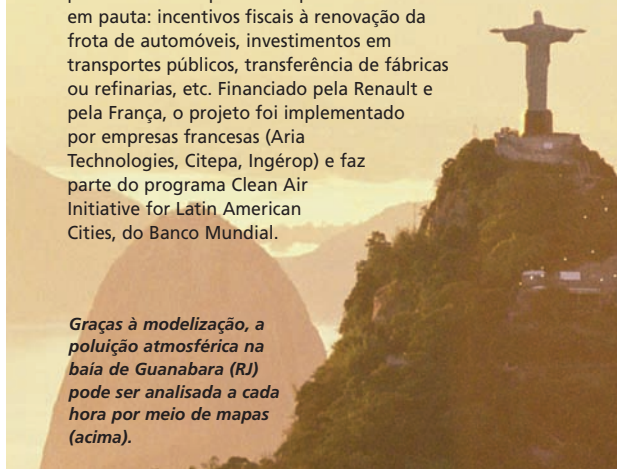 em pauta: incentivos fiscais à renovação da
frota de automóveis, investimentos em
transportes públicos, transferência de fábricas
ou refinarias, etc. Financiado pela Renault e
pela França, o projeto foi implementado
por empresas francesas (Aria
Technologies, Citepa, Ingérop) e faz
parte do programa Clean Air
Initiative for Latin American
Cities, do Banco Mundial.
Graças à modelização, a
poluição atmosférica na
baía de Guanabara (RJ)
pode ser analisada a cada
hora por meio de mapas
(acima).